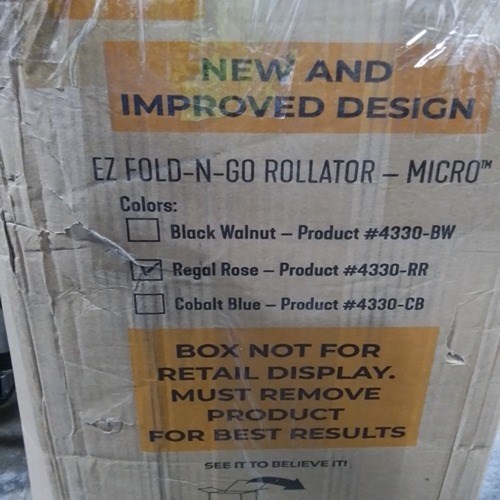 NEW AND
IMPROVED DESIGN
EZ FOLD-N-GO ROLLATOR – MICRO™
Colors:
Black Walnut – Product #4330-BW
Regal Rose – Product #4330-RR
Cobalt Blue – Product #4330-CB
BOX NOT FOR
RETAIL DISPLAY.
MUST REMOVE
PRODUCT
FOR BEST RESULTS
SEE IT TO BELIEVE IT!